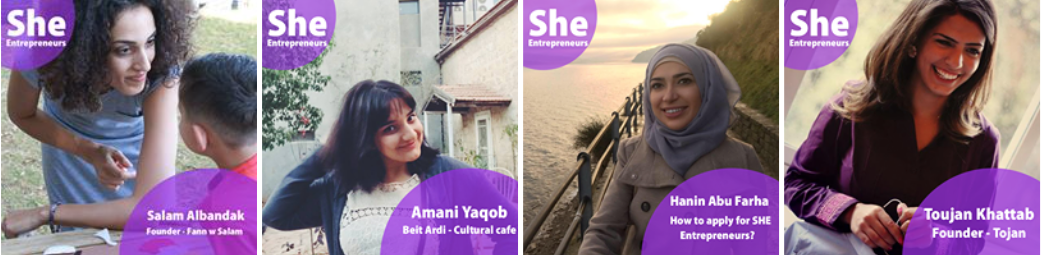 She
Entrepreneurs
Salam Albandak
Founder - Fann w Salam
She
Entrepreneurs
Amani Yaqob
Beit Ardi - Cultural cafe
She
Entrepreneurs
Hanin Abu Farha
How to apply for SHE
Entrepreneurs?
She
Entrepreneurs
Toujan Khattab
Founder - Tojan